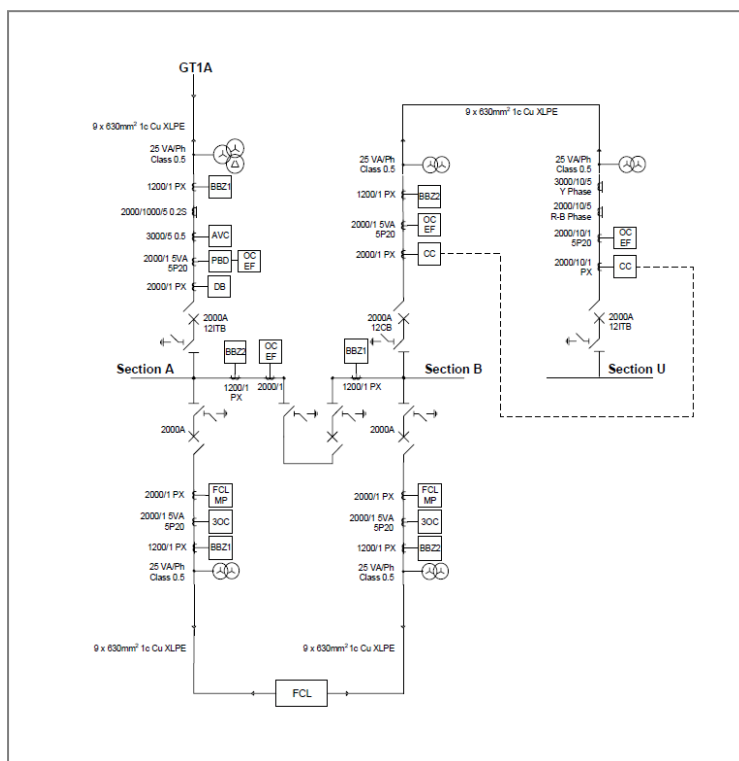 GT1A
9 x 630mm² 1c Cu XLPE
25 VA/Ph
Class 0.5
1200/1 PX
BBZ1
2000/1000/5 0.2S
3000/5 0.5
AVC
2000/1 5VA
5P20
PBD
OC
EF
2000/1 PX
DB
2000A
12ITB
9 x 630mm² 1c Cu XLPE
25 VA/Ph
Class 0.5
1200/1 PX
BBZ2
2000/1 5VA
5P20
OC
EF
2000/1 PX
CC
2000A
12CB
25 VA/Ph
Class 0.5
3000/10/5
Y Phase
2000/10/5
R-B Phase
2000/10/1
5P20
OC
EF
2000/10/1
PX
CC
2000A
12ITB
Section A
BBZ2
1200/1
PX
OC
EF
2000/1
BBZ1
1200/1 PX
Section B
Section U
2000A
2000A
2000/1 PX
FCL
MP
2000/1 5VA
5P20
3OC
1200/1 PX
BBZ1
25 VA/Ph
Class 0.5
2000/1 PX
FCL
MP
2000/1 5VA
5P20
3OC
1200/1 PX
BBZ2
25 VA/Ph
Class 0.5
9 x 630mm² 1c Cu XLPE
9 x 630mm² 1c Cu XLPE
FCL